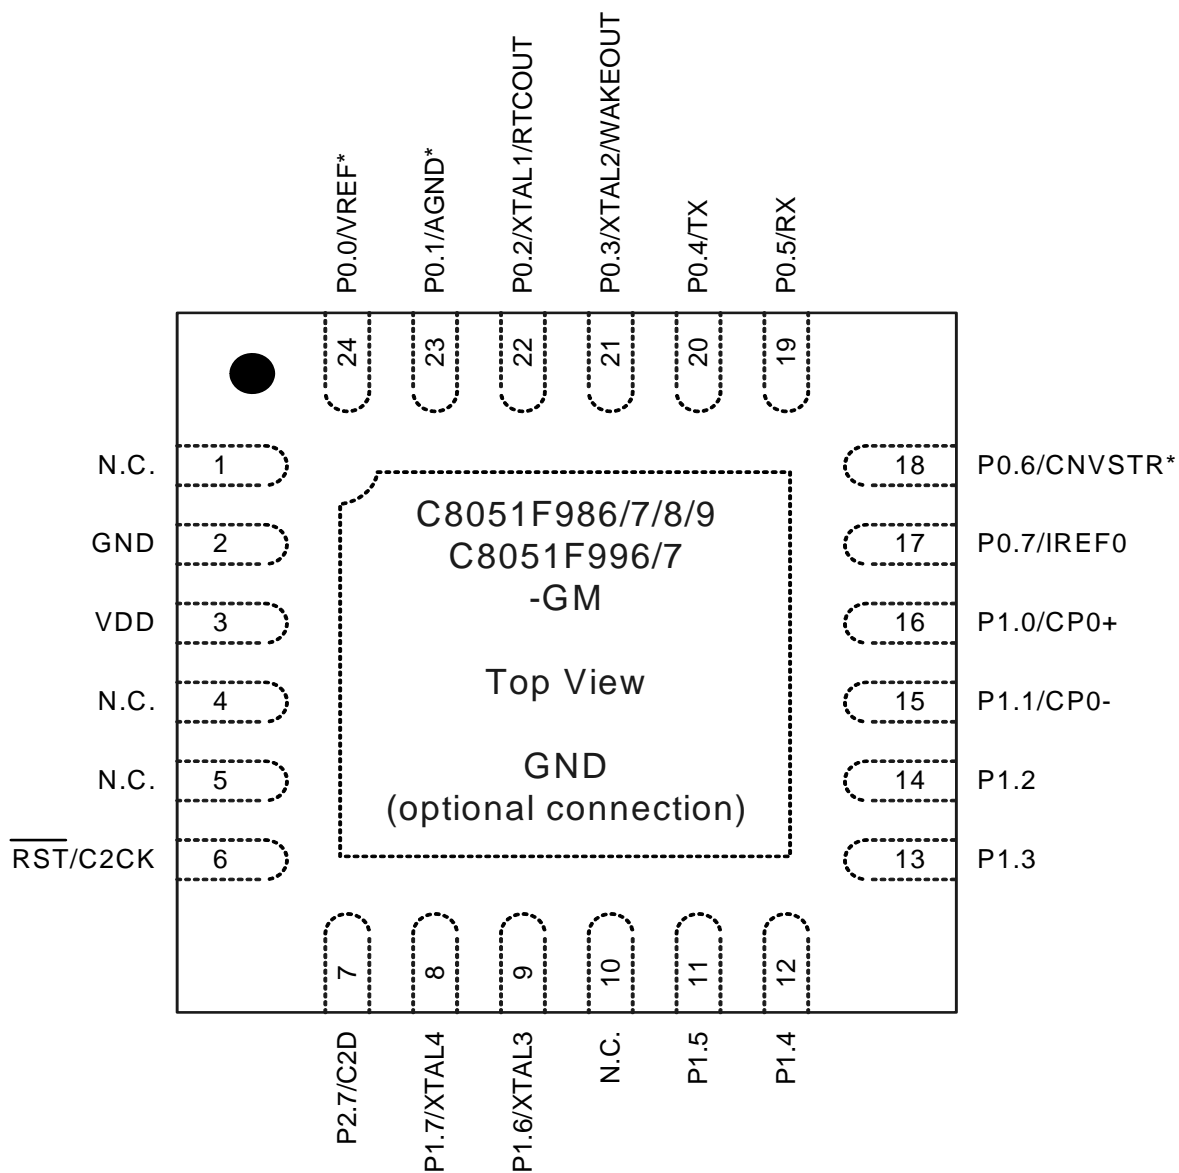 P0.0/VREF*
P0.1/AGND*
P0.2/XTAL1/RTCOUT
P0.3/XTAL2/WAKEOUT
P0.4/TX
P0.5/RX
24
23
22
21
20
19
N.C.
1
GND
2
VDD
3
N.C.
4
N.C.
5
RST/C2CK
6
C8051F986/7/8/9
C8051F996/7
-GM
Top View
GND
(optional connection)
18
P0.6/CNVSTR*
17
P0.7/IREF0
16
P1.0/CP0+
15
P1.1/CP0-
14
P1.2
13
P1.3
7
8
9
10
11
12
P2.7/C2D
P1.7/XTAL4
P1.6/XTAL3
N.C.
P1.5
P1.4